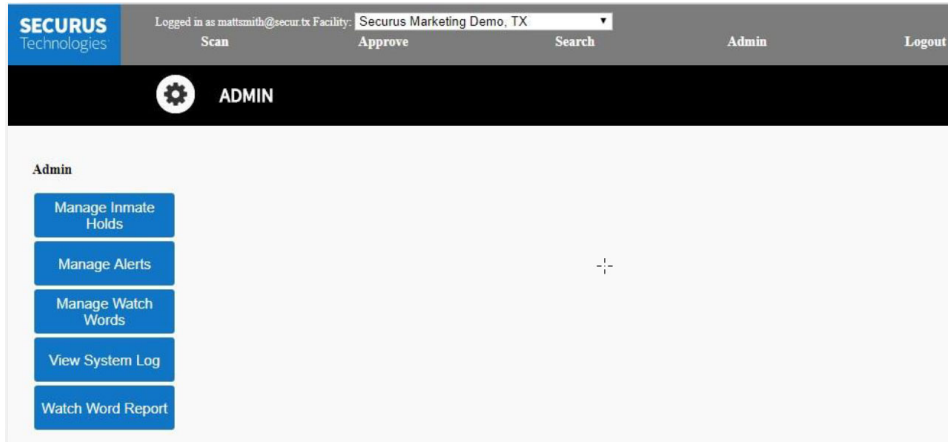 SECURUS
Technologies
Logged in as mattsmith@secur.tx Facility: Securus Marketing Demo, TX
Scan Approve Search Admin Logout
ADMIN
Admin
Manage Inmate
Holds
Manage Alerts
Manage Watch
Words
View System Log
Watch Word Report